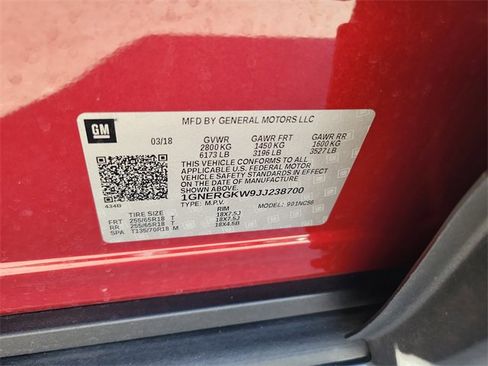 MFD BY GENERAL MOTORS LLC
GM
03/18 GVWR GAWR FRT GAWR RR
2800 KG 1450 KG 1600 KG
6173 LB 3196 LB 3527 LB
THIS VEHICLE CONFORMS TO ALL
APPLICABLE U.S. FEDERAL MOTOR
VEHICLE SAFETY STANDARDS IN EFFECT
ON THE DATE OF MANUFACTURE
SHOWN ABOVE.
1GNERGKW9JJ238700
TYPE: M.P.V. MODEL:
TIRE SIZE RIM
FRT 255/65R18 T 18X7.5J
RR 255/65R18 T 18X7.5J
SPA T135/70R18 M 18X4.5B